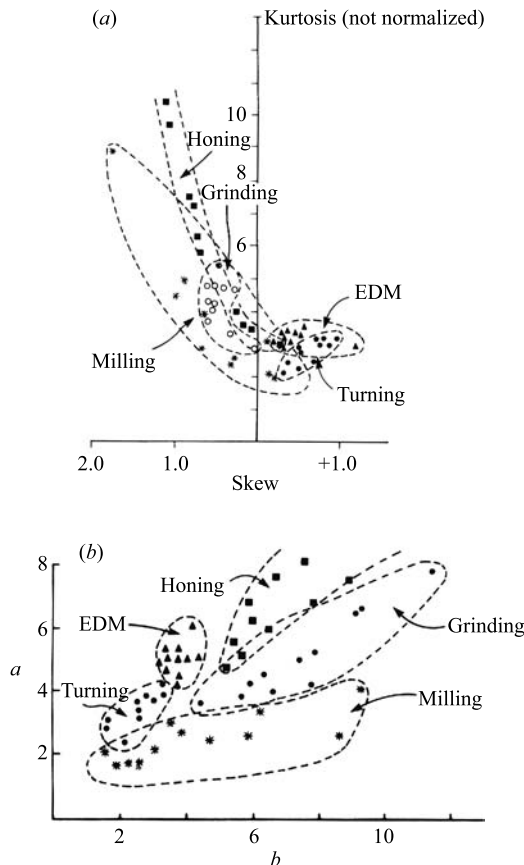 (a)
Kurtosis (not normalized)
10
Honing
8
Grinding
6
EDM
Milling
Turning
2.0
1.0
+1.0
Skew
(b)
8
Honing
EDM
6
Grinding
a
Turning
4
Milling
2
2
6
10
b